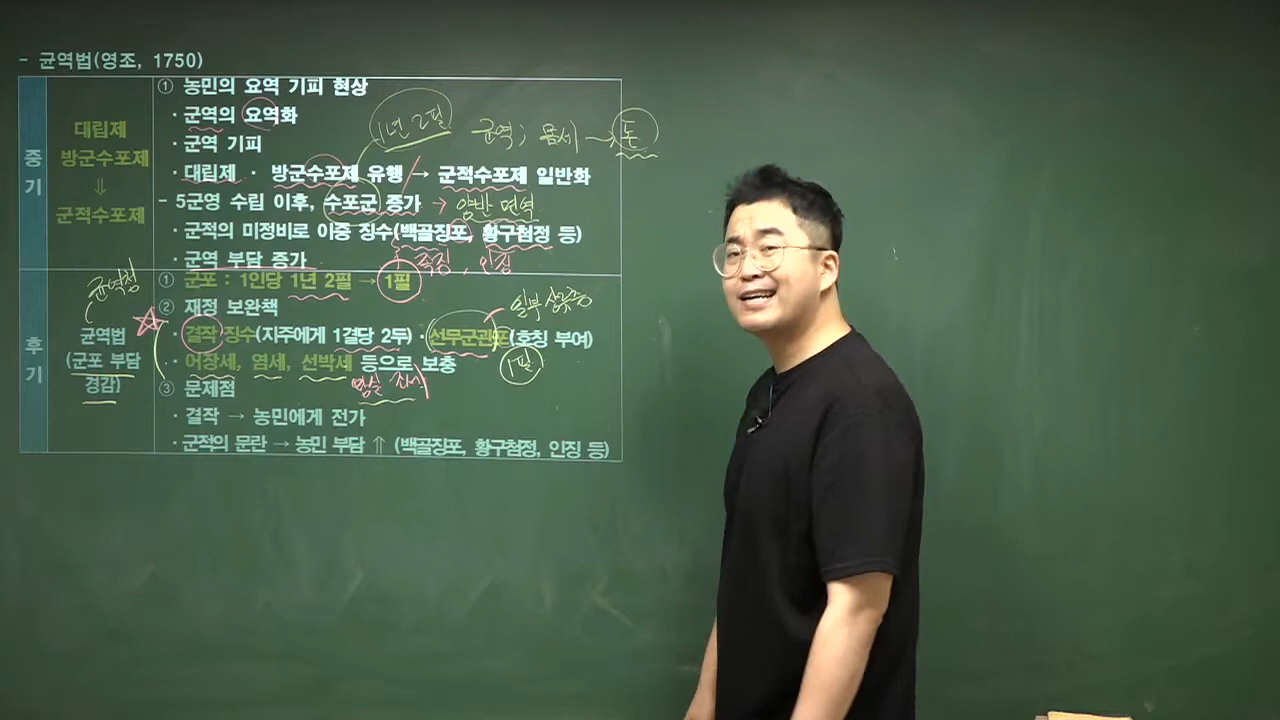 - 균역법(영조, 1750)
중기
대립제
방군수포제
⇓
군적수포제
① 농민의 요역 기피 현상
· 군역의 요역화
· 군역 기피
· 대립제 · 방군수포제 유행 → 군적수포제 일반화
1년 2필
군역 ; 몸세 → 돈
- 5군영 수립 이후, 수포군 증가 → 양반 면역
· 군적의 미정비로 이중 징수(백골징포, 황구첨정 등)
족징, 인징
· 군역 부담 증가
후기
균역청
균역법
(군포 부담
경감)
① 군포 : 1인당 1년 2필 → 1필
② 재정 보완책
일부 상류층
· 결작 징수(지주에게 1결당 2두) · 선무군관포(호칭 부여)
1필
· 어장세, 염세, 선박세 등으로 보충
왕실 재산
③ 문제점
· 결작 → 농민에게 전가
· 군적의 문란 → 농민 부담 ⇑ (백골징포, 황구첨정, 인징 등)